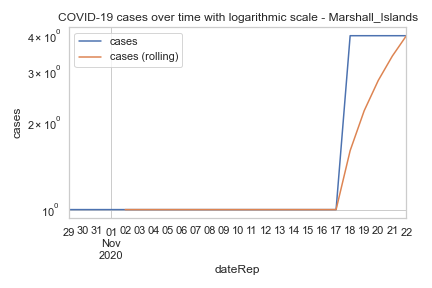 COVID-19 cases over time with logarithmic scale - Marshall_Islands
cases
cases (rolling)
4 × 10⁰
3 × 10⁰
2 × 10⁰
10⁰
cases
29 30 31 01 02 03 04 05 06 07 08 09 10 11 12 13 14 15 16 17 18 19 20 21 22
Nov
2020
dateRep